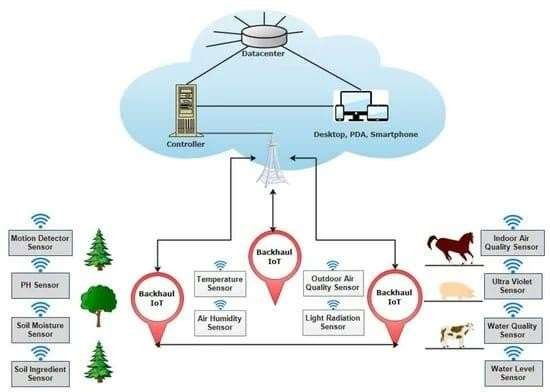 Datacenter
Controller
Desktop, PDA, Smartphone
Motion Detector
Sensor
PH Sensor
Soil Moisture
Sensor
Soil Ingredient
Sensor
Backhaul
IoT
Temperature
Sensor
Air Humidity
Sensor
Backhaul
IoT
Outdoor Air
Quality Sensor
Light Radiation
Sensor
Backhaul
IoT
Indoor Air
Quality Sensor
Ultra Violet
Sensor
Water Quality
Sensor
Water Level
Sensor